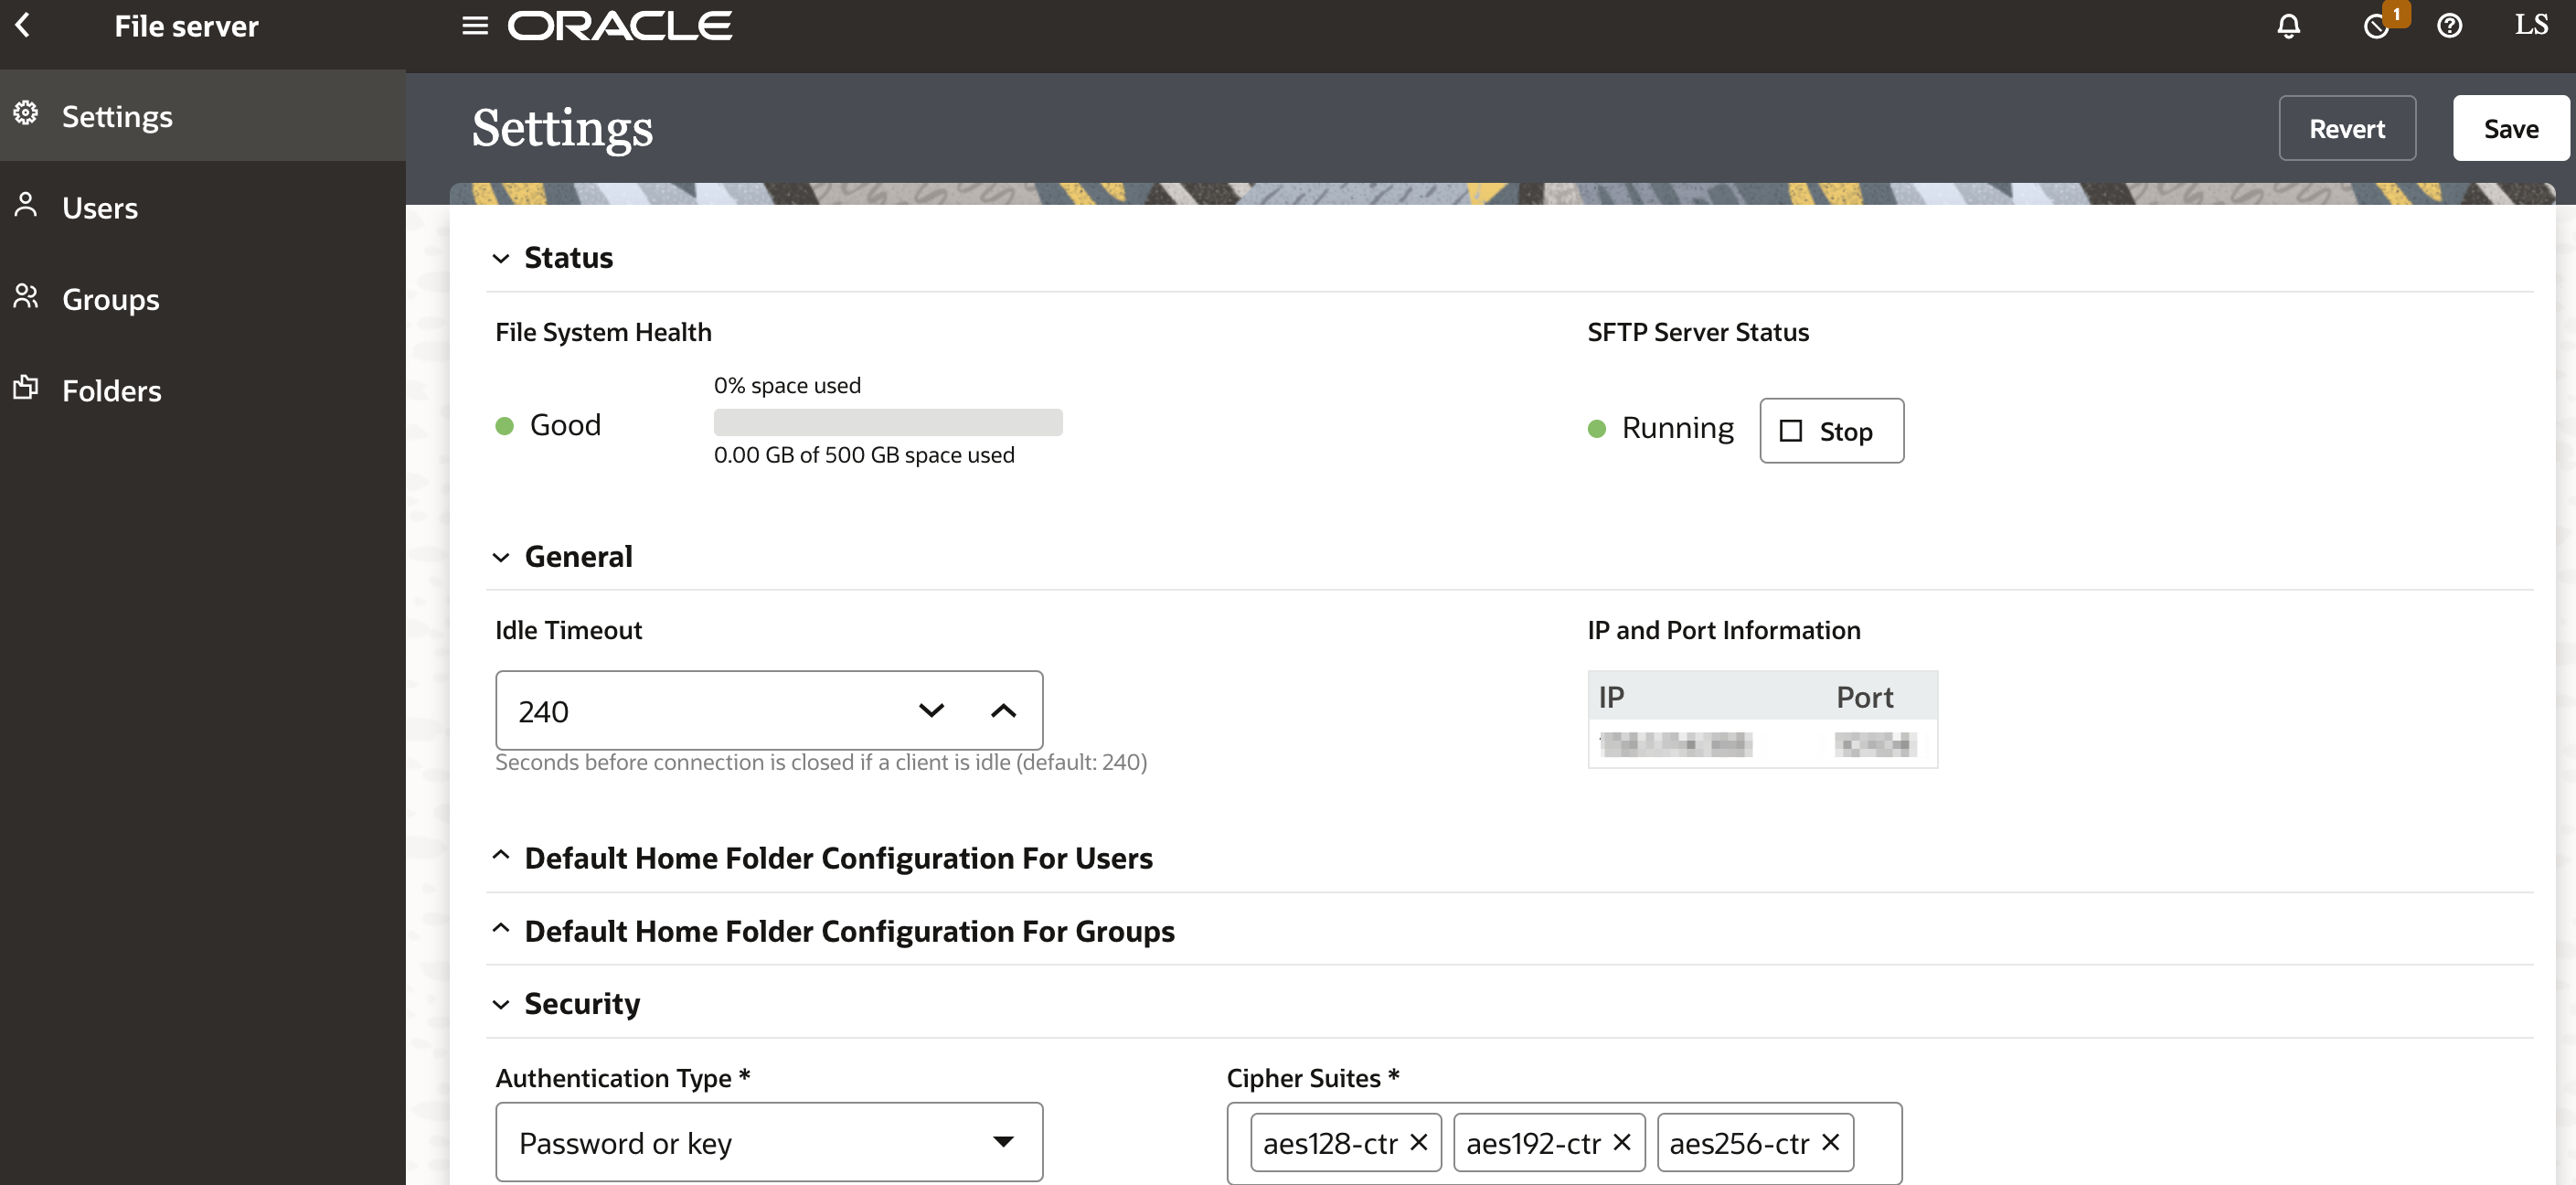 File server
ORACLE
1
LS
Settings
Users
Groups
Folders
Settings
Revert
Save
Status
File System Health
SFTP Server Status
0% space used
Good
0.00 GB of 500 GB space used
Running
Stop
General
Idle Timeout
IP and Port Information
240
IP Port
Seconds before connection is closed if a client is idle (default: 240)
Default Home Folder Configuration For Users
Default Home Folder Configuration For Groups
Security
Authentication Type *
Cipher Suites *
Password or key
aes128-ctr aes192-ctr aes256-ctr